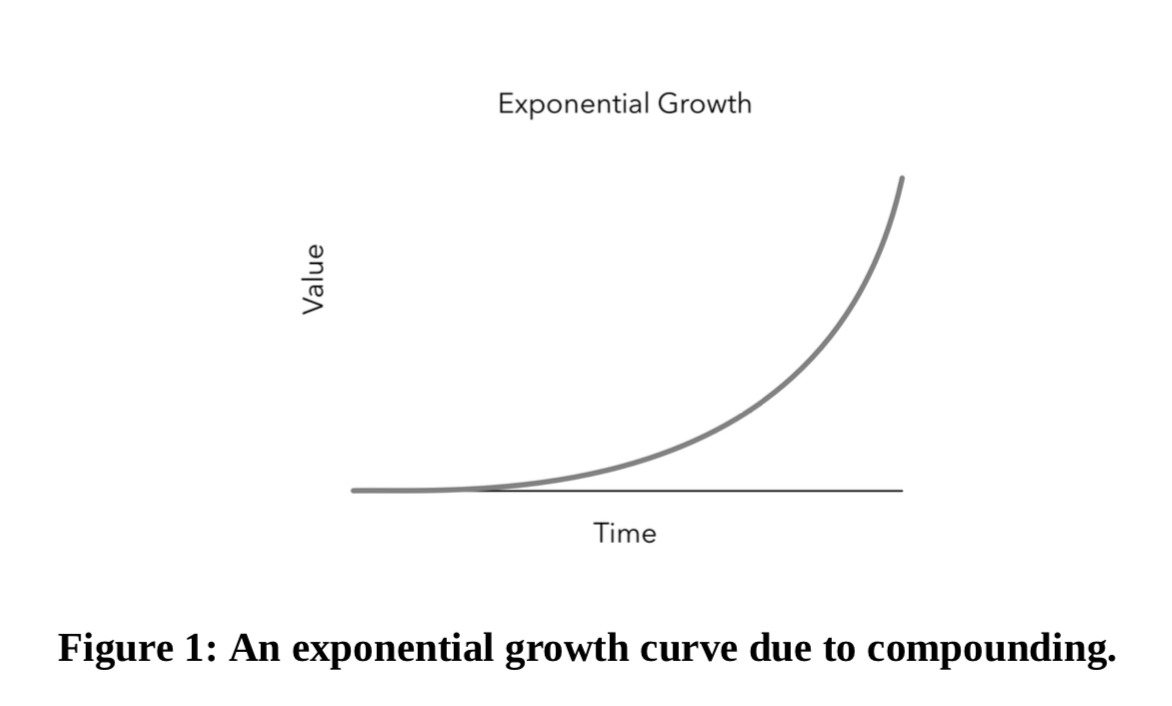 Exponential Growth
Value
Time
Figure 1: An exponential growth curve due to compounding.